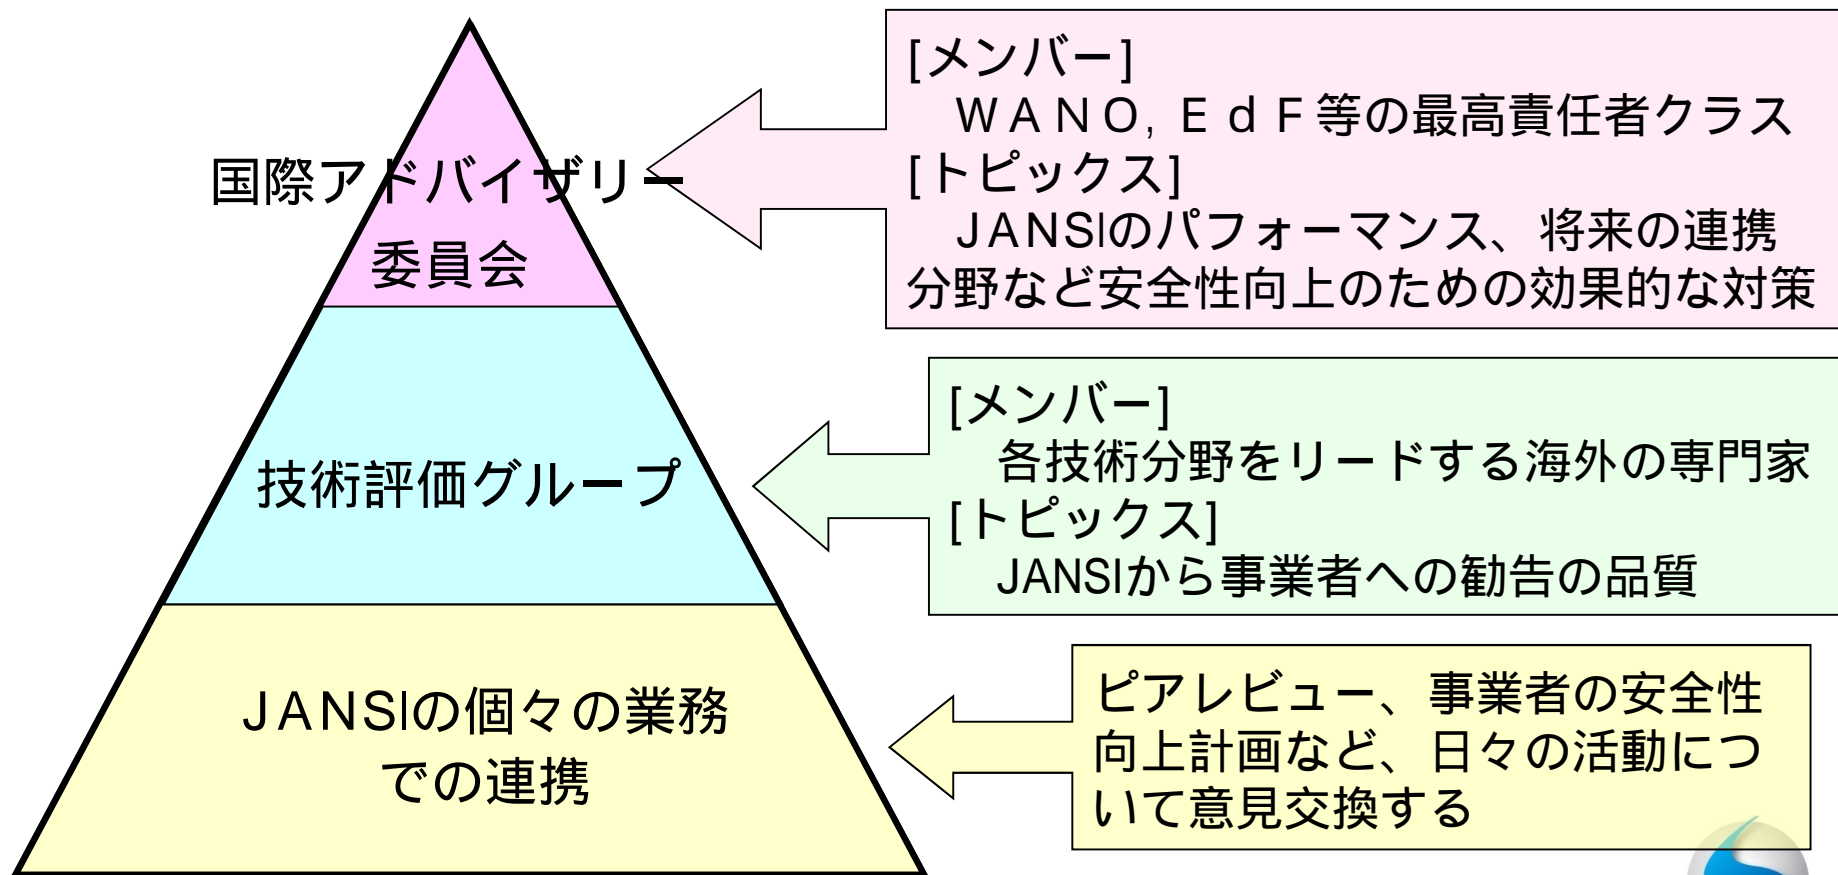 国際アドバイザリー
委員会
[メンバー]
ＷＡＮＯ, ＥｄＦ等の最高責任者クラス
[トピックス]
JANSIのパフォーマンス、将来の連携
分野など安全性向上のための効果的な対策
技術評価グループ
[メンバー]
各技術分野をリードする海外の専門家
[トピックス]
JANSIから事業者への勧告の品質
JANSIの個々の業務
での連携
ピアレビュー、事業者の安全性
向上計画など、日々の活動につ
いて意見交換する